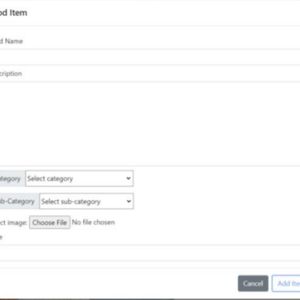 od Item
d Name
cription
tegory Select category
b-Category Select sub-category
ct image: Choose File No file chosen
e
Cancel Add Ite